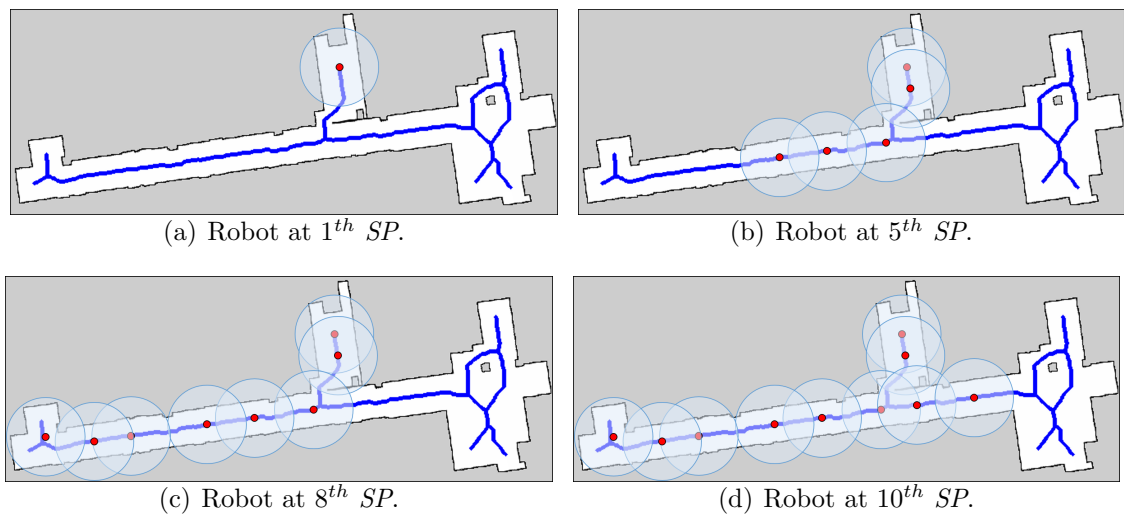 (a) Robot at 1th SP.
(b) Robot at 5th SP.
(c) Robot at 8th SP.
(d) Robot at 10th SP.